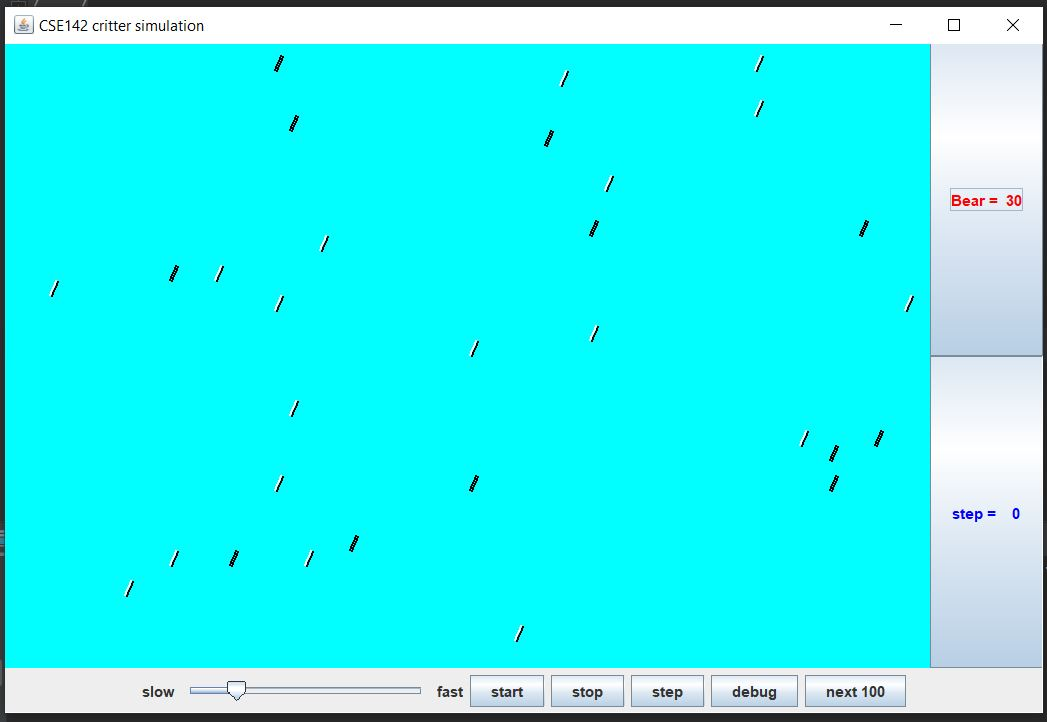 CSE142 critter simulation
Bear = 30
step = 0
slow fast start stop step debug next 100